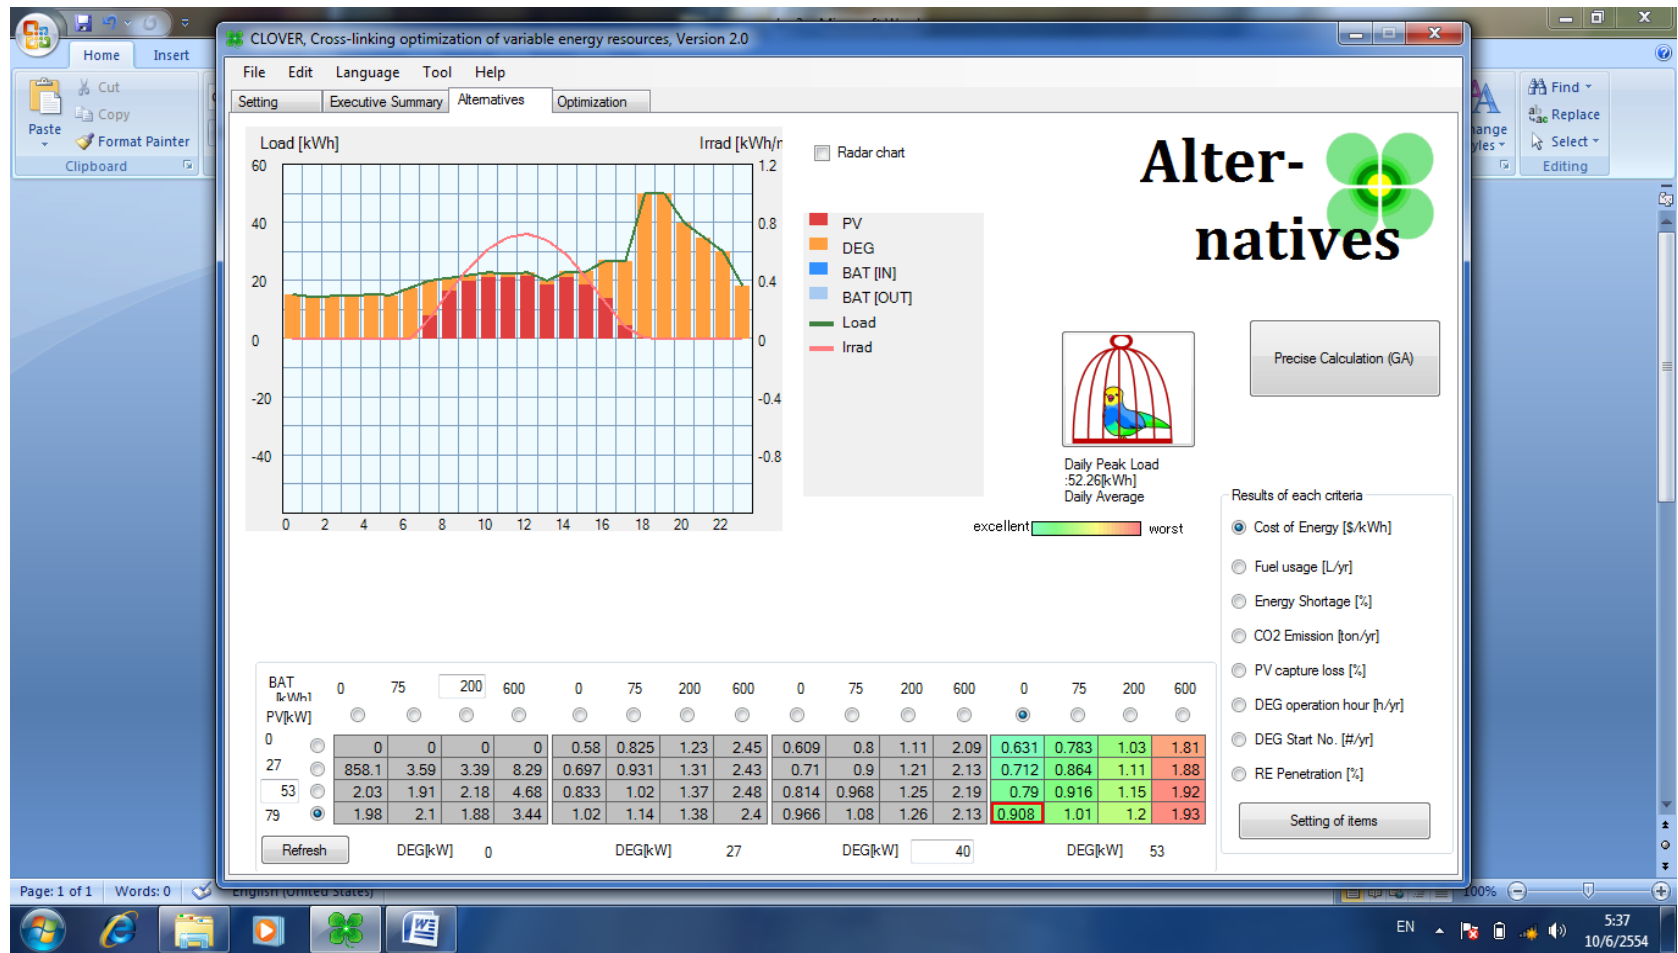 CLOVER, Cross-linking optimization of variable energy resources, Version 2.0
Home Insert
Cut
Copy
Paste
Format Painter
Clipboard
Find
Replace
Select
Editing
File Edit Language Tool Help
Setting Executive Summary Alternatives Optimization
Load [kWh] Irrad [kWh/
60 1.2
40 0.8
20 0.4
0 0
-20 -0.4
-40 -0.8
0 2 4 6 8 10 12 14 16 18 20 22
Radar chart
PV
DEG
BAT [IN]
BAT [OUT]
Load
Irrad
Alter-
natives
Precise Calculation (GA)
Daily Peak Load
:52.26[kWh]
Daily Average
excellent worst
Results of each criteria
Cost of Energy [$/kWh]
Fuel usage [L/yr]
Energy Shortage [%]
CO2 Emission [ton/yr]
PV capture loss [%]
DEG operation hour [h/yr]
DEG Start No. [#/yr]
RE Penetration [%]
Setting of items
BAT [kWh] 0 75 200 600 0 75 200 600 0 75 200 600 0 75 200 600
PV[kW]
0 0 0 0 0 0.58 0.825 1.23 2.45 0.609 0.8 1.11 2.09 0.631 0.783 1.03 1.81
27 858.1 3.59 3.39 8.29 0.697 0.931 1.31 2.43 0.71 0.9 1.21 2.13 0.712 0.864 1.11 1.88
53 2.03 1.91 2.18 4.68 0.833 1.02 1.37 2.48 0.814 0.968 1.25 2.19 0.79 0.916 1.15 1.92
79 1.98 2.1 1.88 3.44 1.02 1.14 1.38 2.4 0.966 1.08 1.26 2.13 0.908 1.01 1.2 1.93
Refresh DEG[kW] 0 DEG[kW] 27 DEG[kW] 40 DEG[kW] 53
Page: 1 of 1 Words: 0 English (United States) 100%
EN 5:37
10/6/2554